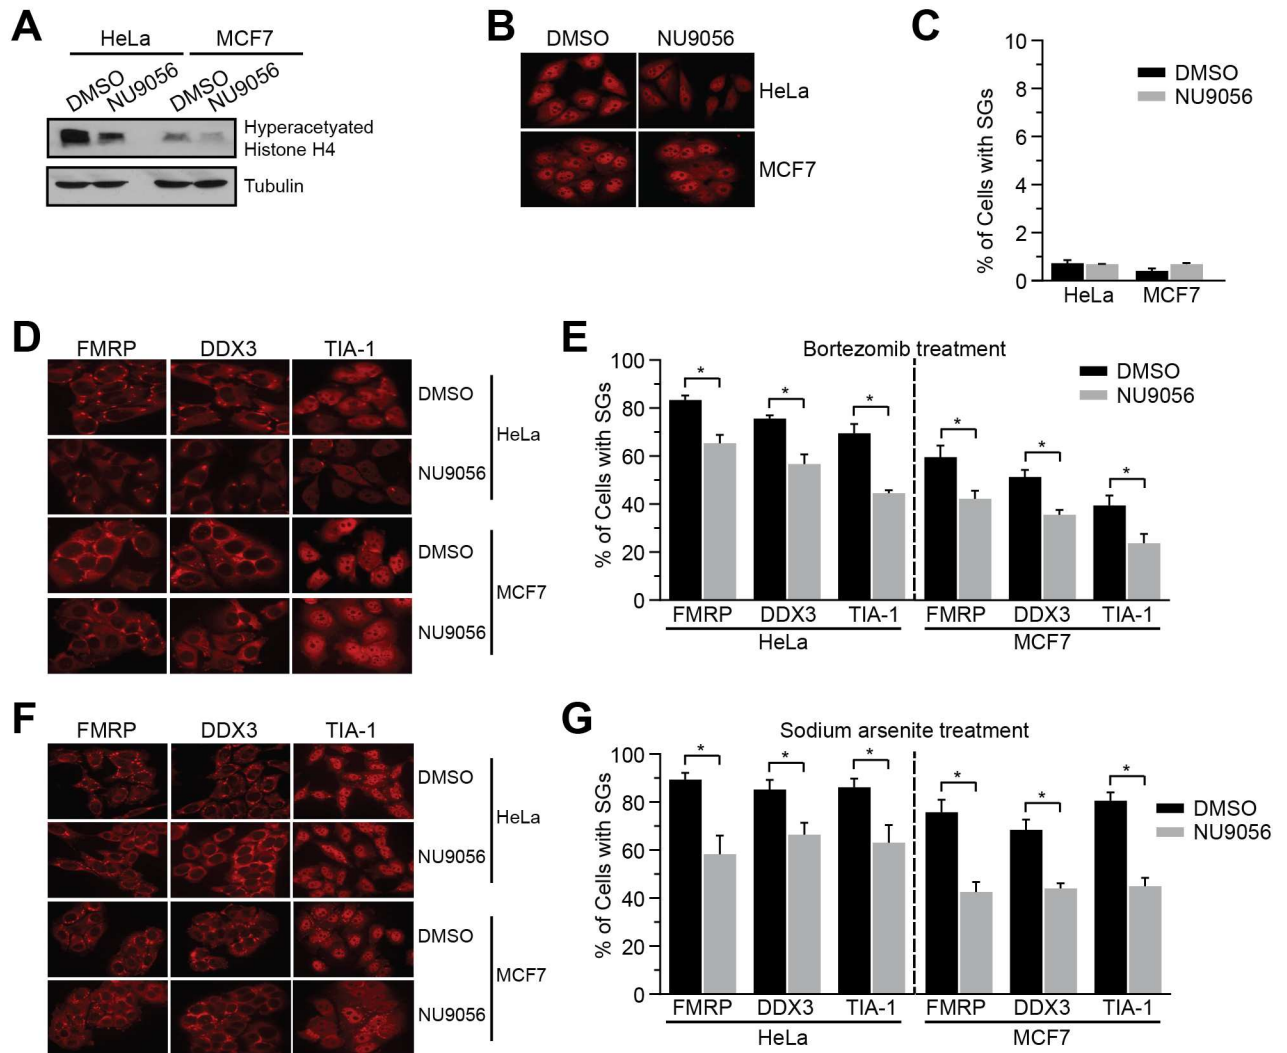 A
HeLa MCF7
DMSO NU9056 DMSO NU9056
Hyperacetyated
Histone H4
Tubulin
B
DMSO NU9056
HeLa
MCF7
C
10
8
6
4
2
0
% of Cells with SGs
DMSO
NU9056
HeLa MCF7
D
FMRP DDX3 TIA-1
DMSO
HeLa
NU9056
DMSO
MCF7
NU9056
E
Bortezomib treatment
100
80
60
40
20
0
% of Cells with SGs
* * * * * *
DMSO
NU9056
FMRP DDX3 TIA-1 FMRP DDX3 TIA-1
HeLa MCF7
F
FMRP DDX3 TIA-1
DMSO
HeLa
NU9056
DMSO
MCF7
NU9056
G
Sodium arsenite treatment
100
80
60
40
20
0
% of Cells with SGs
* * * * * *
DMSO
NU9056
FMRP DDX3 TIA-1 FMRP DDX3 TIA-1
HeLa MCF7